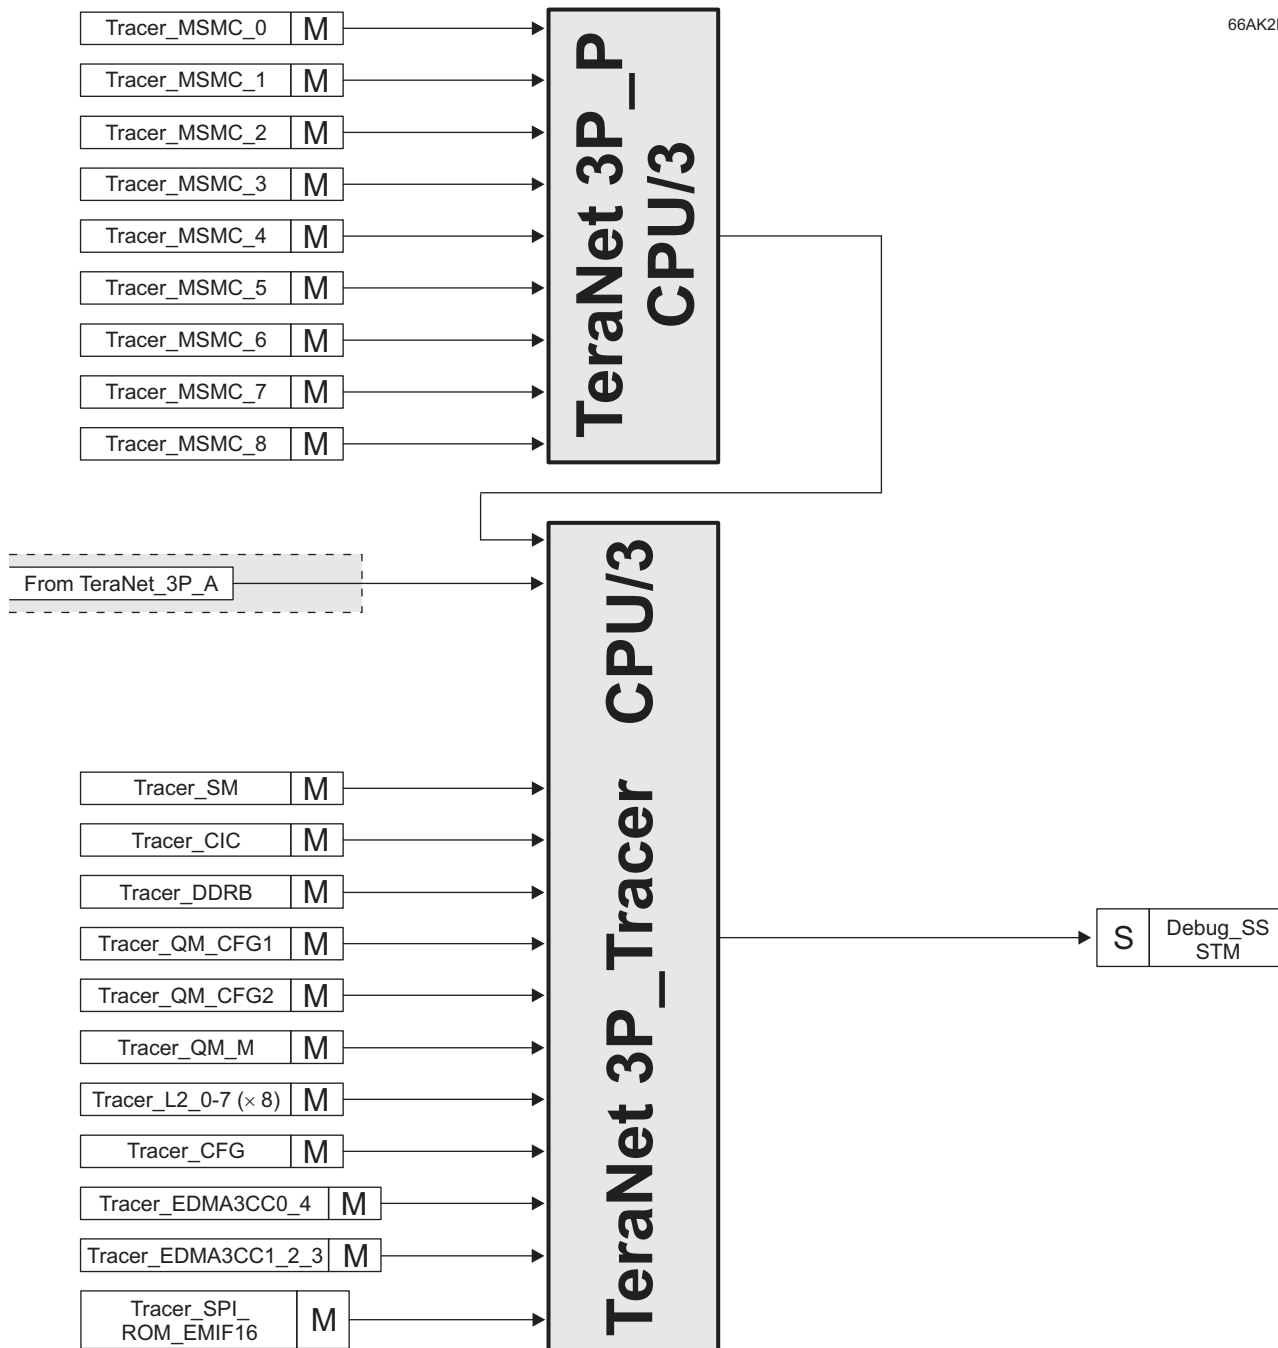 66AK2
Tracer_MSMC_0 M
Tracer_MSMC_1 M
Tracer_MSMC_2 M
Tracer_MSMC_3 M
Tracer_MSMC_4 M
Tracer_MSMC_5 M
Tracer_MSMC_6 M
Tracer_MSMC_7 M
Tracer_MSMC_8 M
TeraNet 3P_P
CPU/3
From TeraNet_3P_A
Tracer_SM M
Tracer_CIC M
Tracer_DDRB M
Tracer_QM_CFG1 M
Tracer_QM_CFG2 M
Tracer_QM_M M
Tracer_L2_0-7 (× 8) M
Tracer_CFG M
Tracer_EDMA3CC0_4 M
Tracer_EDMA3CC1_2_3 M
Tracer_SPI_
ROM_EMIF16 M
TeraNet 3P_Tracer CPU/3
S Debug_SS
STM